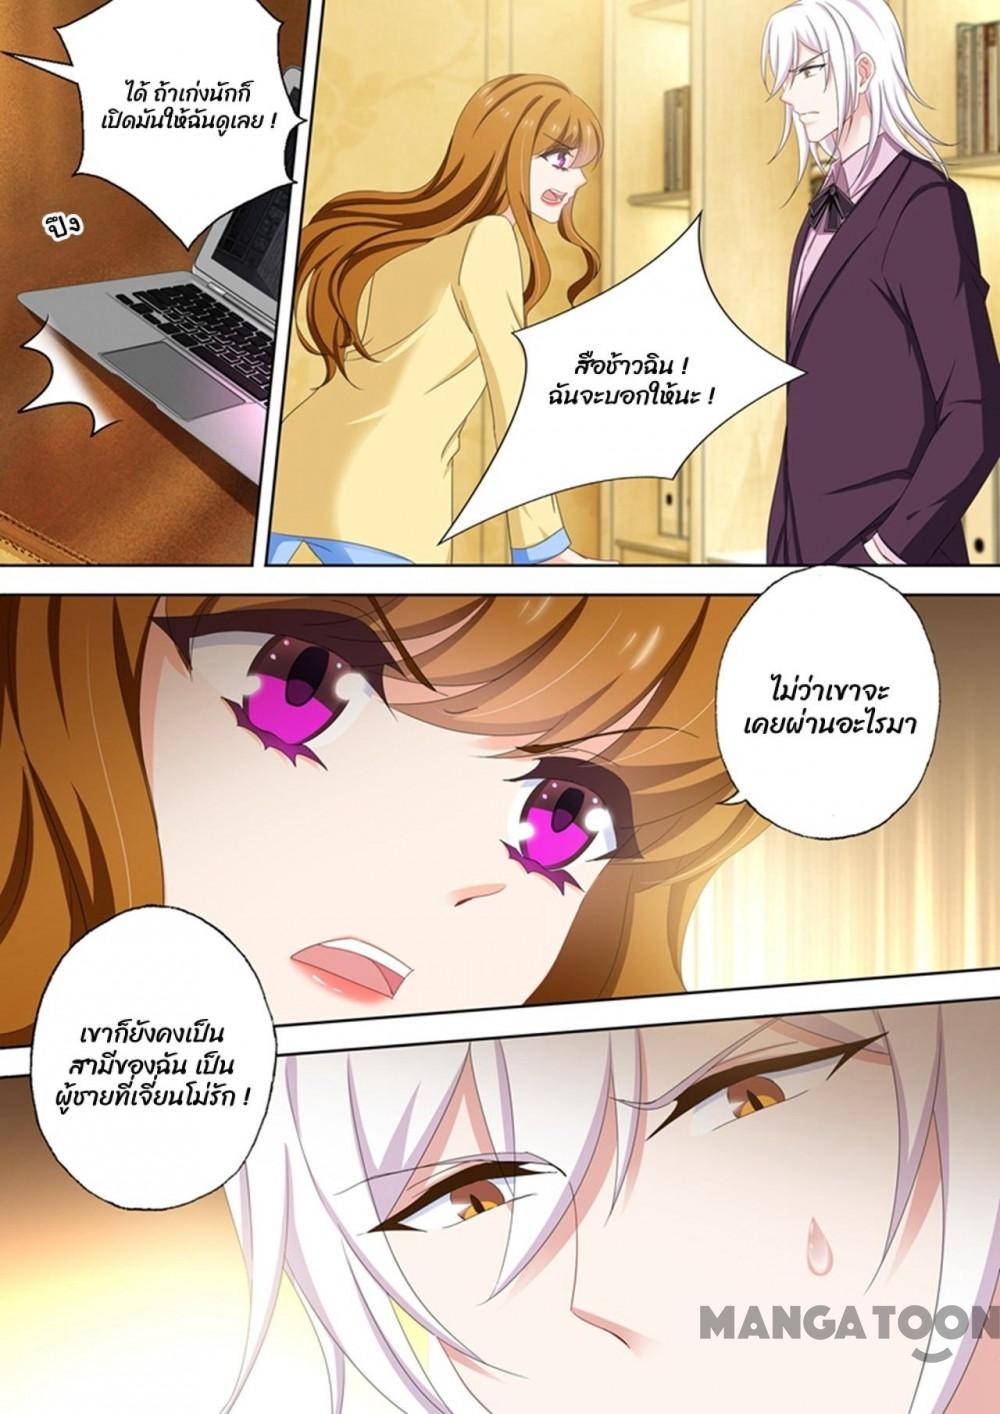 ได้ ถ้าเก่งนักก็
เปิดมันให้ฉันดูเลย !
ปึง
สือช้าวฉิน !
ฉันจะบอกให้นะ !
ไม่ว่าเขาจะ
เคยผ่านอะไรมา
เขาก็ยังคงเป็น
สามีของฉัน เป็น
ผู้ชายที่เจี่ยนโม่รัก !
MANGATOON